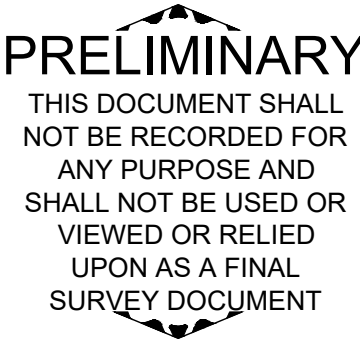 PRELIMINARY
THIS DOCUMENT SHALL
NOT BE RECORDED FOR
ANY PURPOSE AND
SHALL NOT BE USED OR
VIEWED OR RELIED
UPON AS A FINAL
SURVEY DOCUMENT